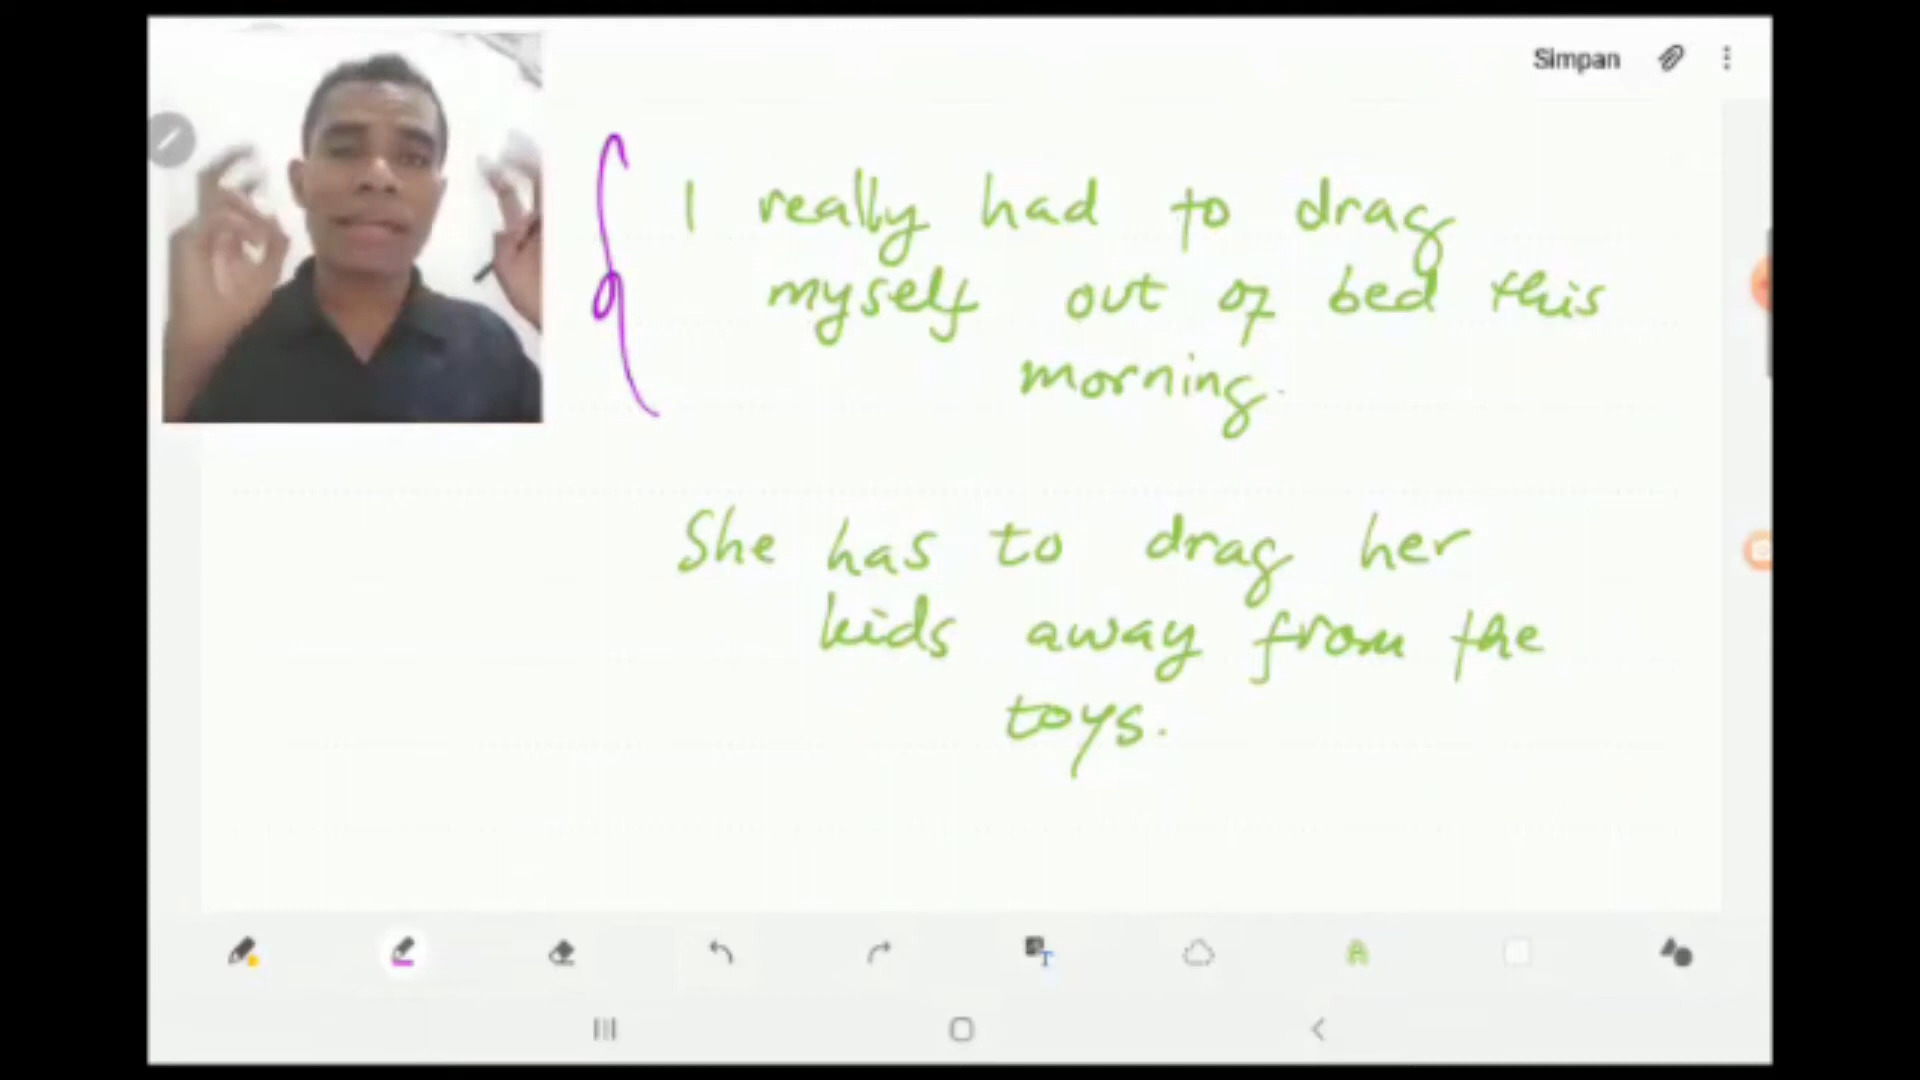 Simpan
I really had to drag
myself out of bed this
morning.
She has to drag her
kids away from the
toys.